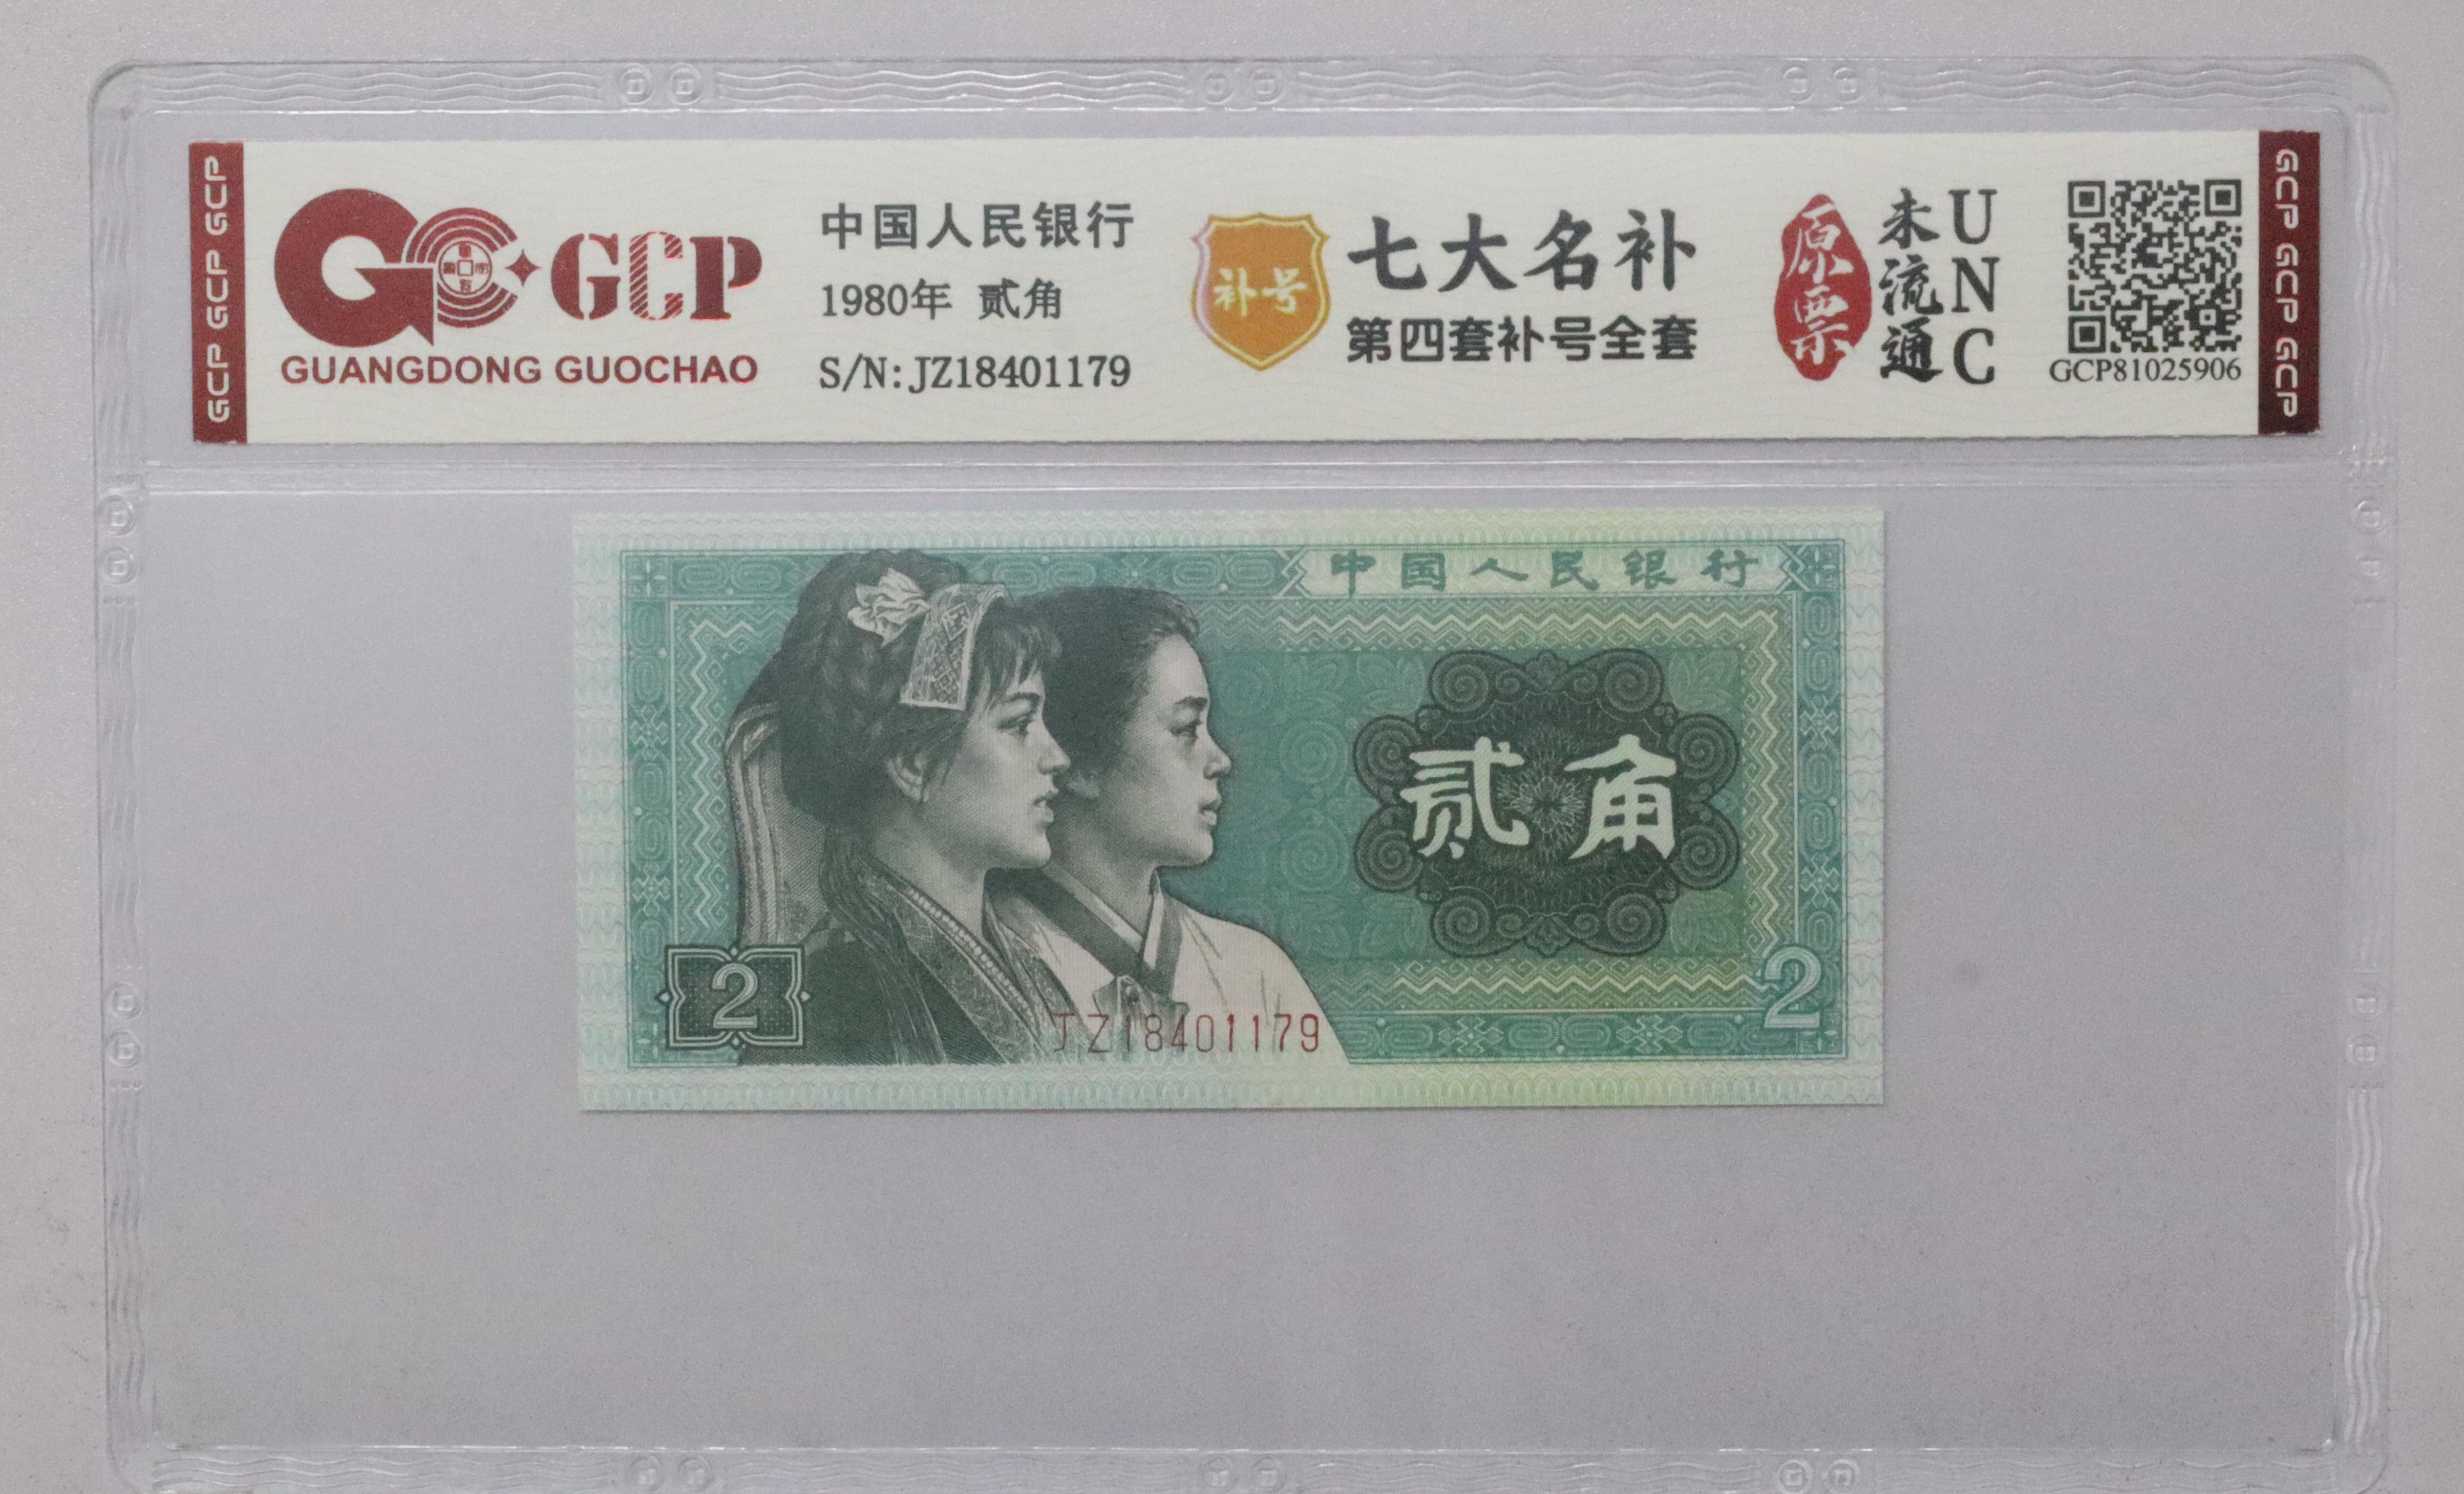 GCP GCP GCP
GCP
GUANGDONG GUOCHAO
中国人民银行
1980年 贰角
S/N:JZ18401179
补号
七大名补
第四套补号全套
原票
未流通
UNC
GCP81025906
GCP GCP GCP
中国人民银行
贰角
2
2
JZ18401179